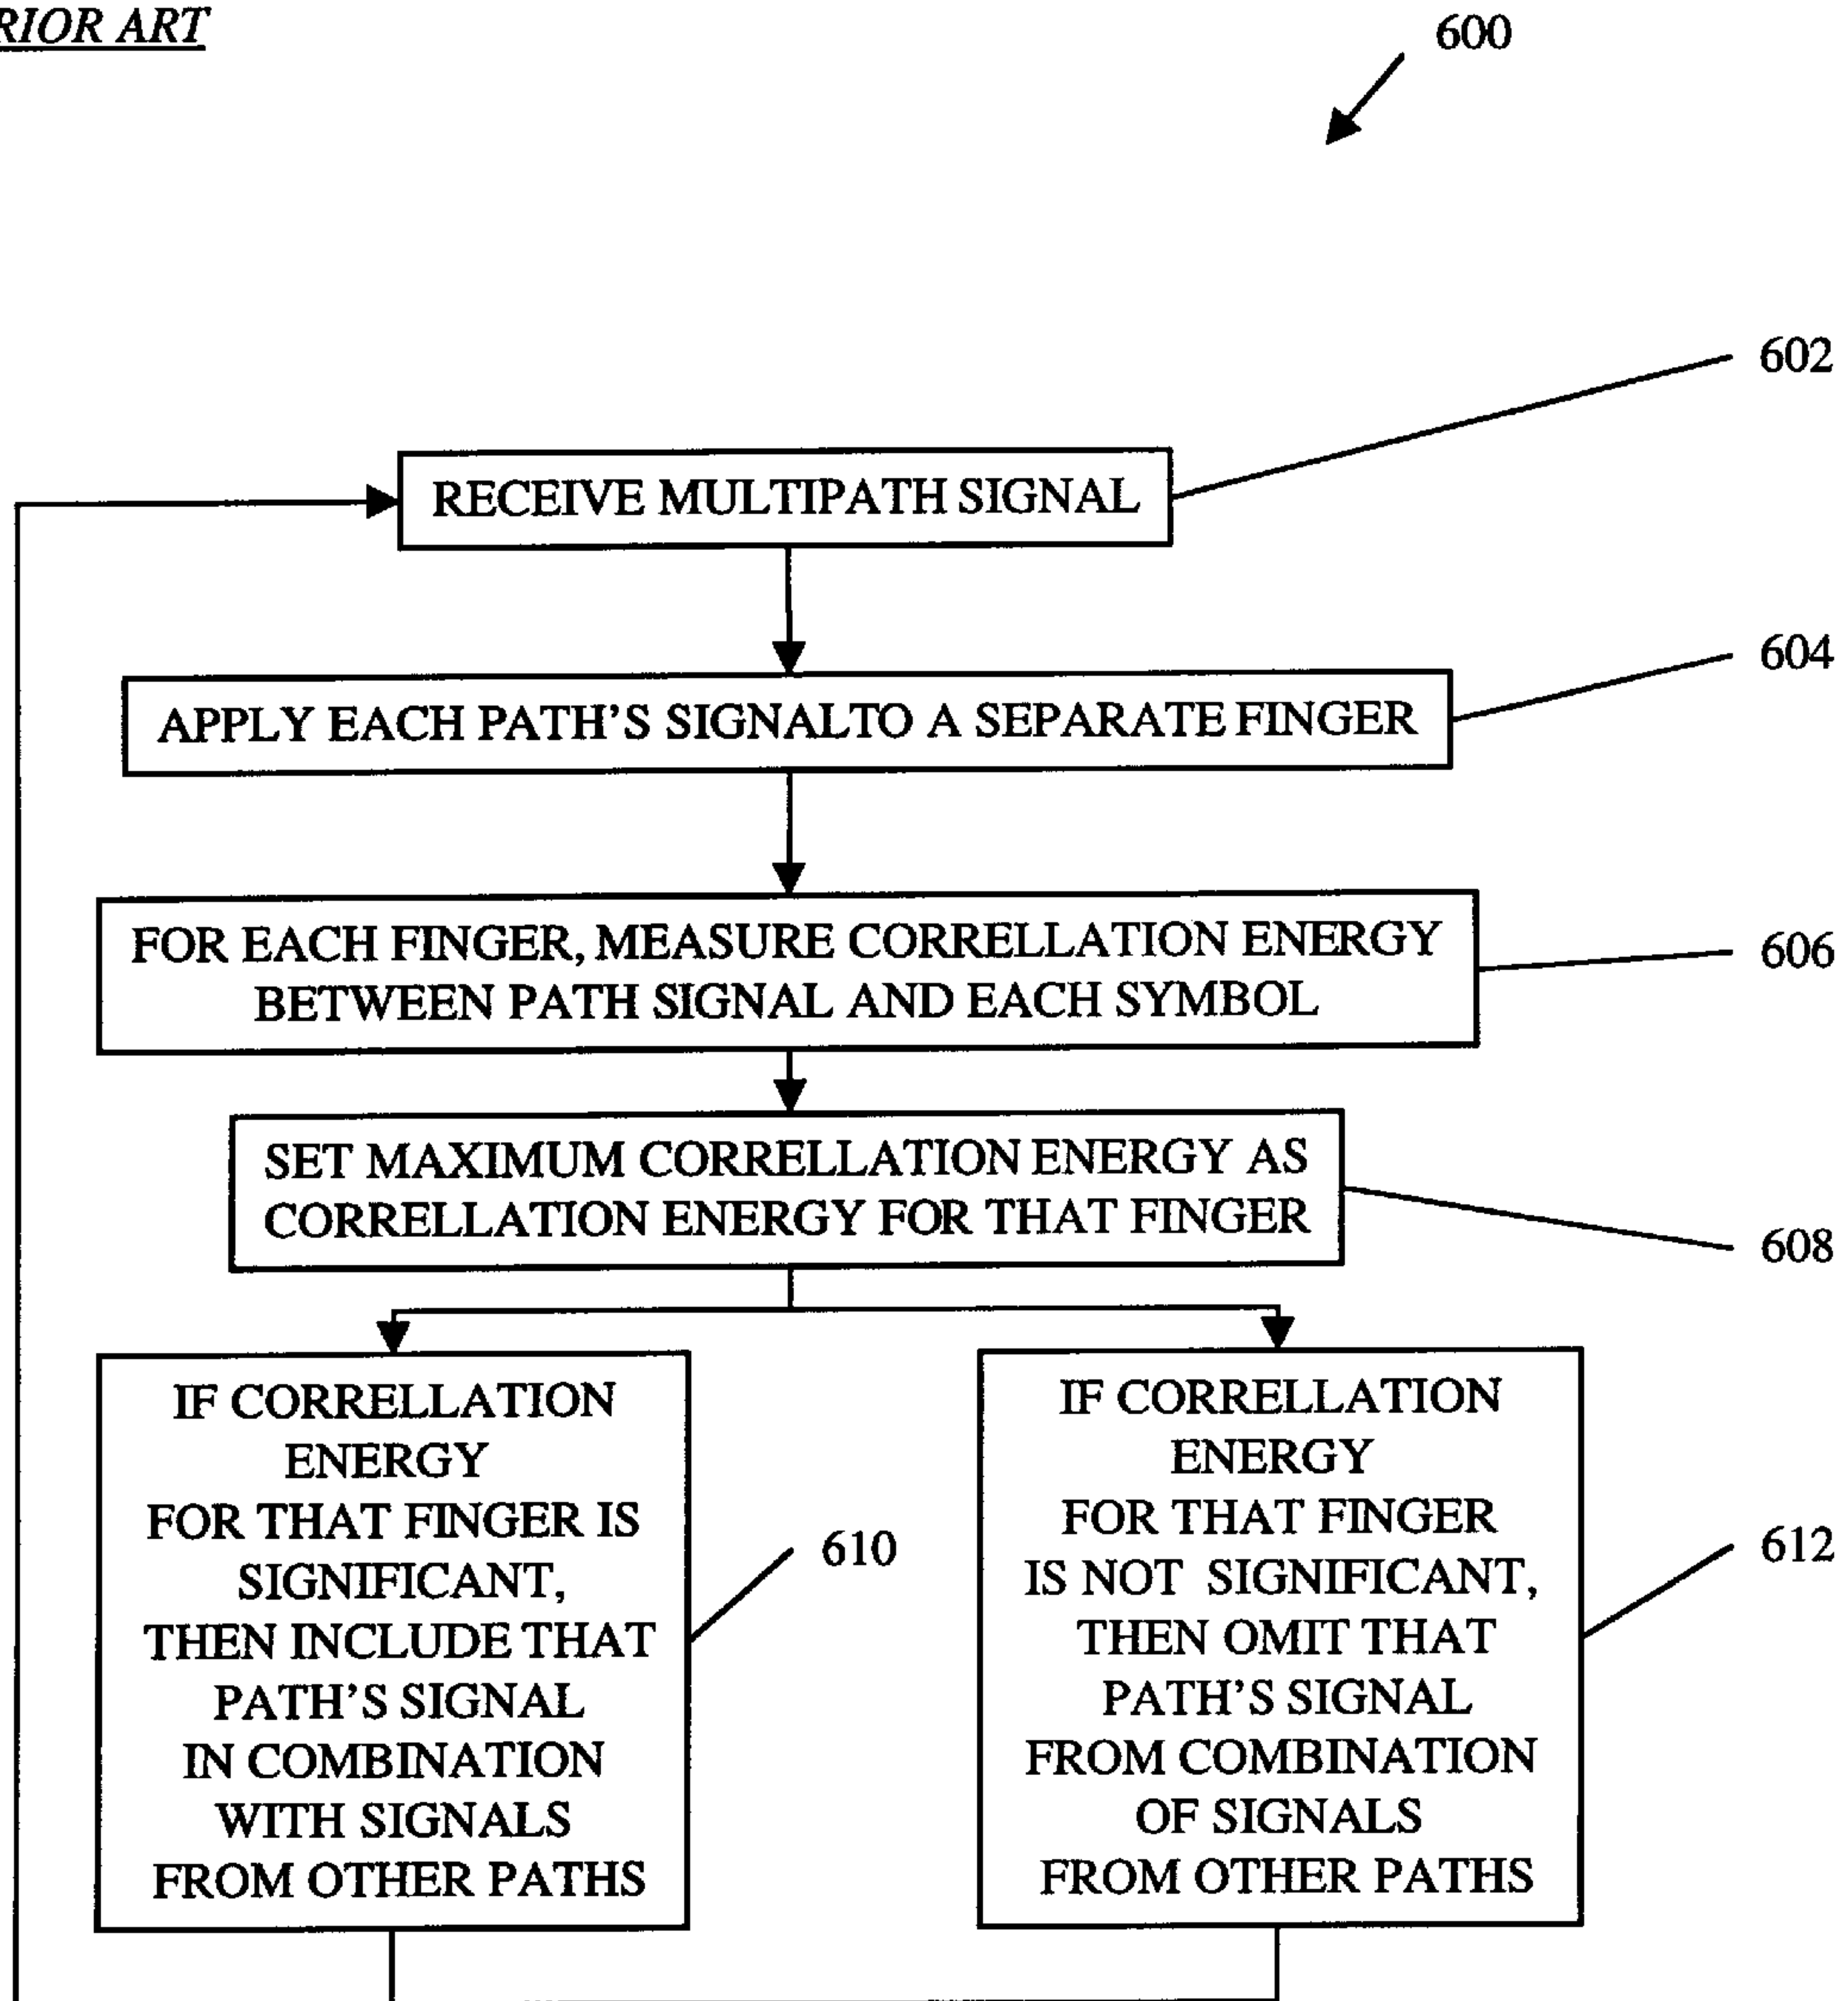 RIOR ART
600
602
RECEIVE MULTIPATH SIGNAL
604
APPLY EACH PATH'S SIGNALTO A SEPARATE FINGER
FOR EACH FINGER, MEASURE CORRELLATION ENERGY
BETWEEN PATH SIGNAL AND EACH SYMBOL
606
SET MAXIMUM CORRELLATION ENERGY AS
CORRELLATION ENERGY FOR THAT FINGER
608
IF CORRELLATION
ENERGY
FOR THAT FINGER IS
SIGNIFICANT,
THEN INCLUDE THAT
PATH'S SIGNAL
IN COMBINATION
WITH SIGNALS
FROM OTHER PATHS
610
IF CORRELLATION
ENERGY
FOR THAT FINGER
IS NOT SIGNIFICANT,
THEN OMIT THAT
PATH'S SIGNAL
FROM COMBINATION
OF SIGNALS
FROM OTHER PATHS
612